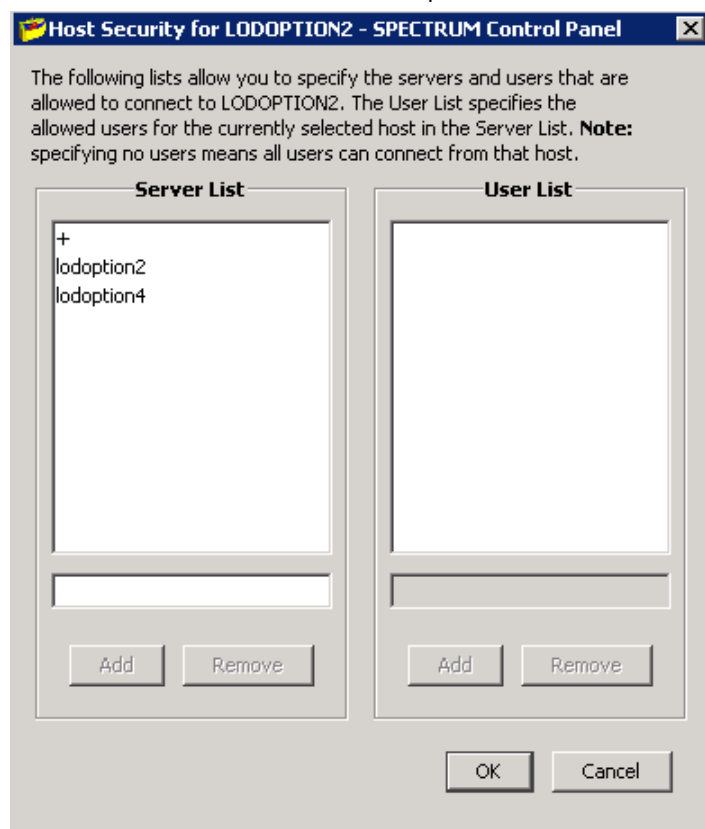 Host Security for LODOPTION2 - SPECTRUM Control Panel
The following lists allow you to specify the servers and users that are
allowed to connect to LODOPTION2. The User List specifies the
allowed users for the currently selected host in the Server List. Note:
specifying no users means all users can connect from that host.
Server List
User List
+
lodoption2
lodoption4
Add
Remove
Add
Remove
OK
Cancel